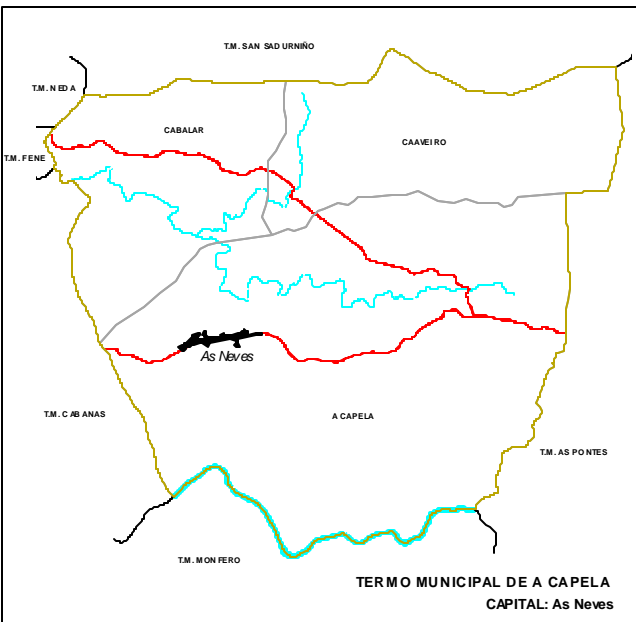 T.M. SAN SADURNIÑO
T.M. NEDA
CABALAR
CAAVEIRO
T.M. FENE
As Neves
T.M. CABANAS
A CAPELA
T.M. AS PONTES
T.M. MONFERO
TERMO MUNICIPAL DE A CAPELA
CAPITAL: As Neves